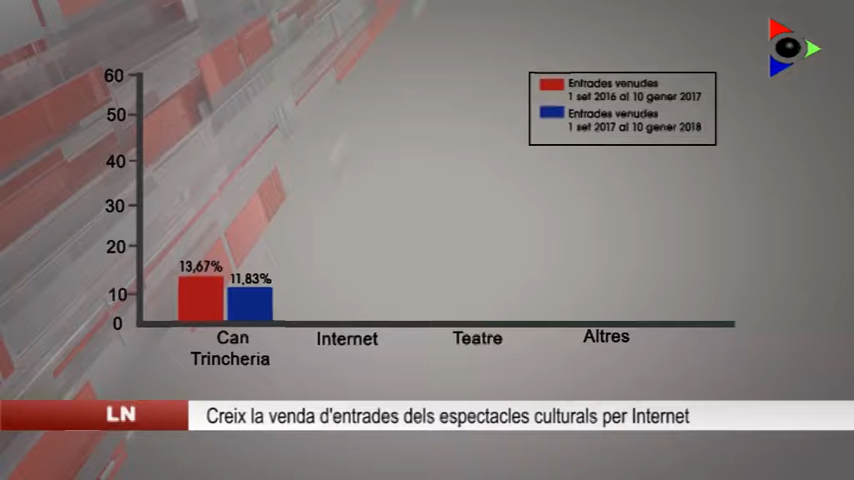 60
50
40
30
20
10
0
Entrades venudes
1 set 2016 al 10 gener 2017
Entrades venudes
1 set 2017 al 10 gener 2018
13,67%
11,83%
Can
Trincheria
Internet
Teatre
Altres
LN
Creix la venda d'entrades dels espectacles culturals per Internet